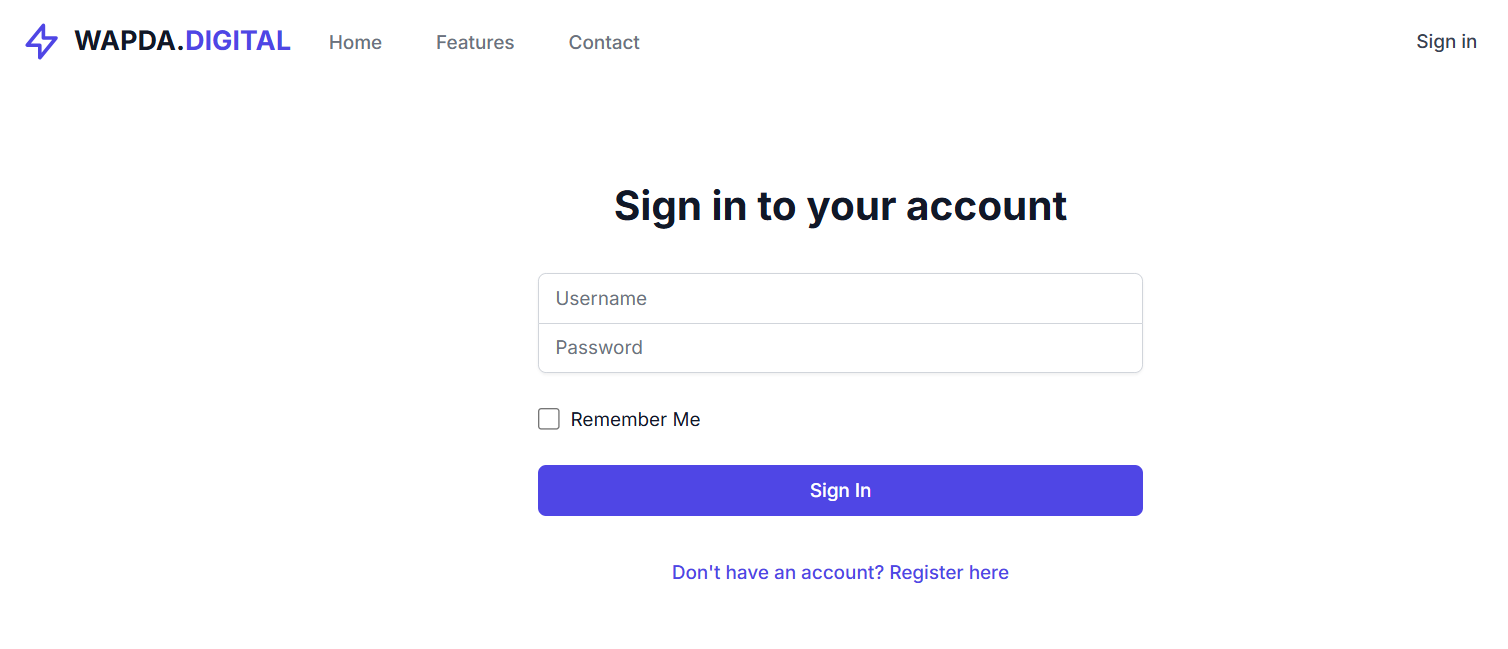 WAPDA.DIGITAL Home Features Contact Sign in
Sign in to your account
Username
Password
Remember Me
Sign In
Don't have an account? Register here